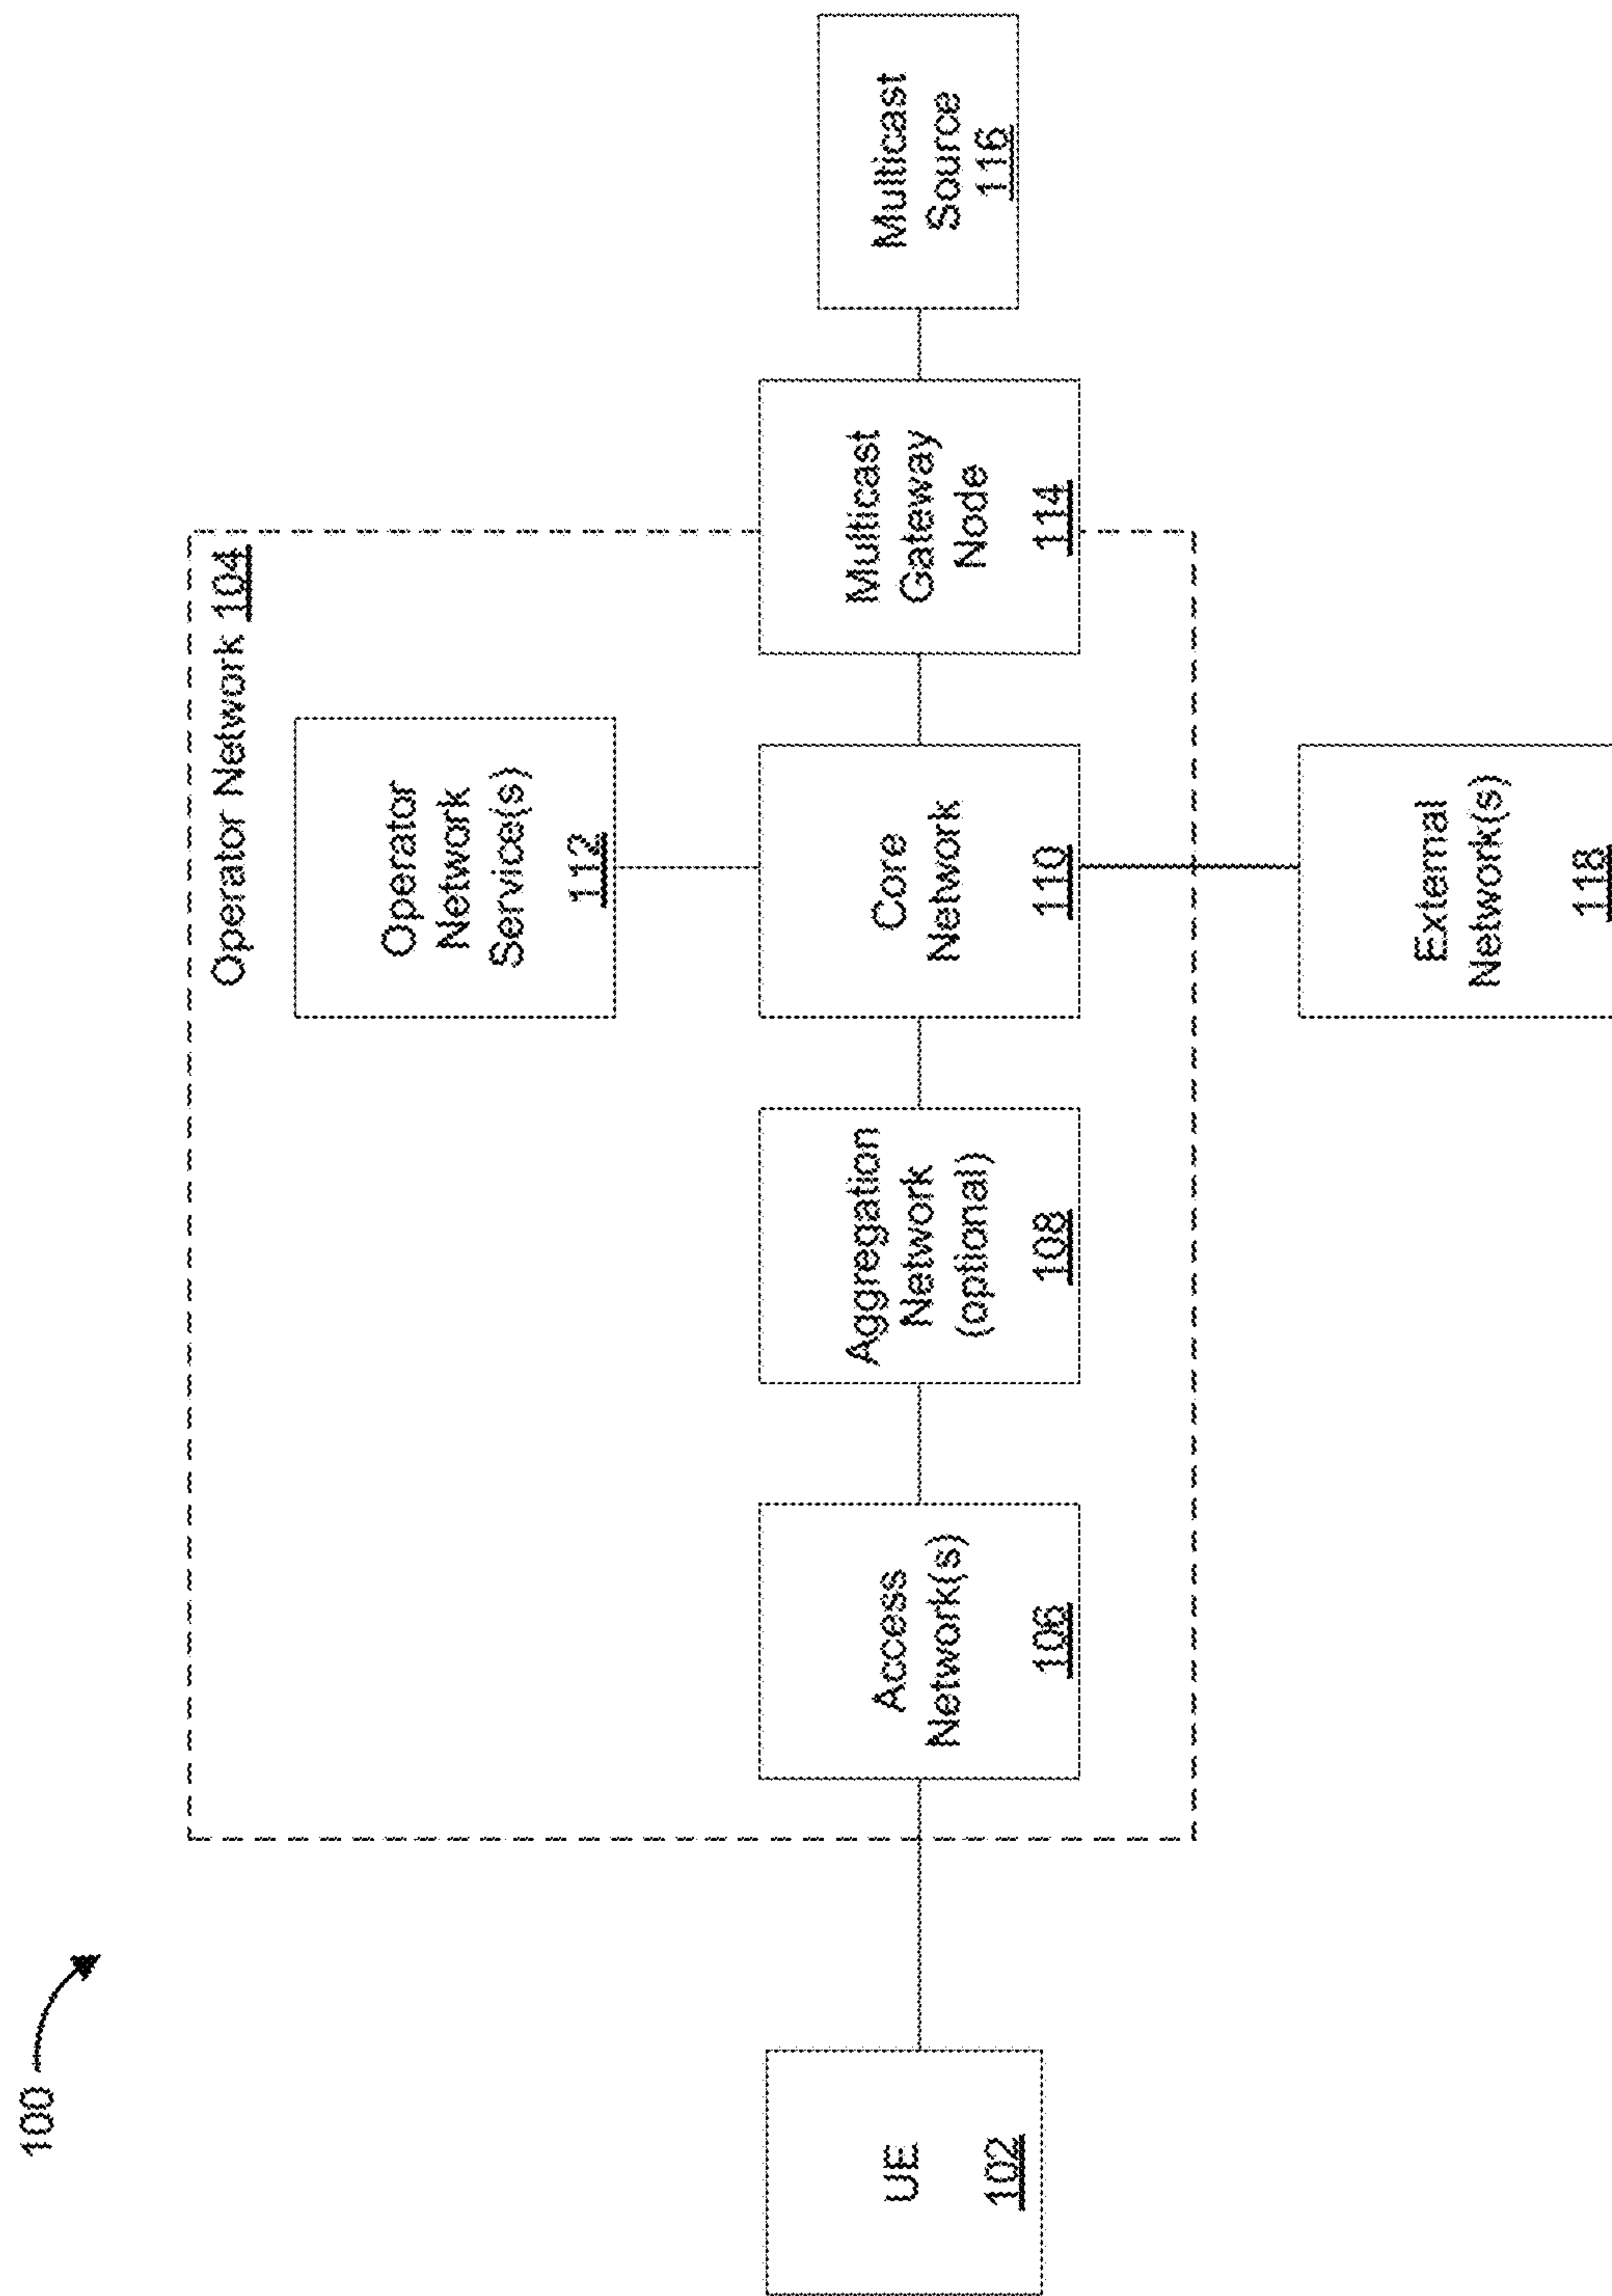 100
Operator Network 104
Operator
Network
Service(s)
112
UE
102
Access
Network(s)
106
Aggregation
Network
(optional)
108
Core
Network
110
Multicast
Gateway
Node
114
Multicast
Source
116
External
Network(s)
118